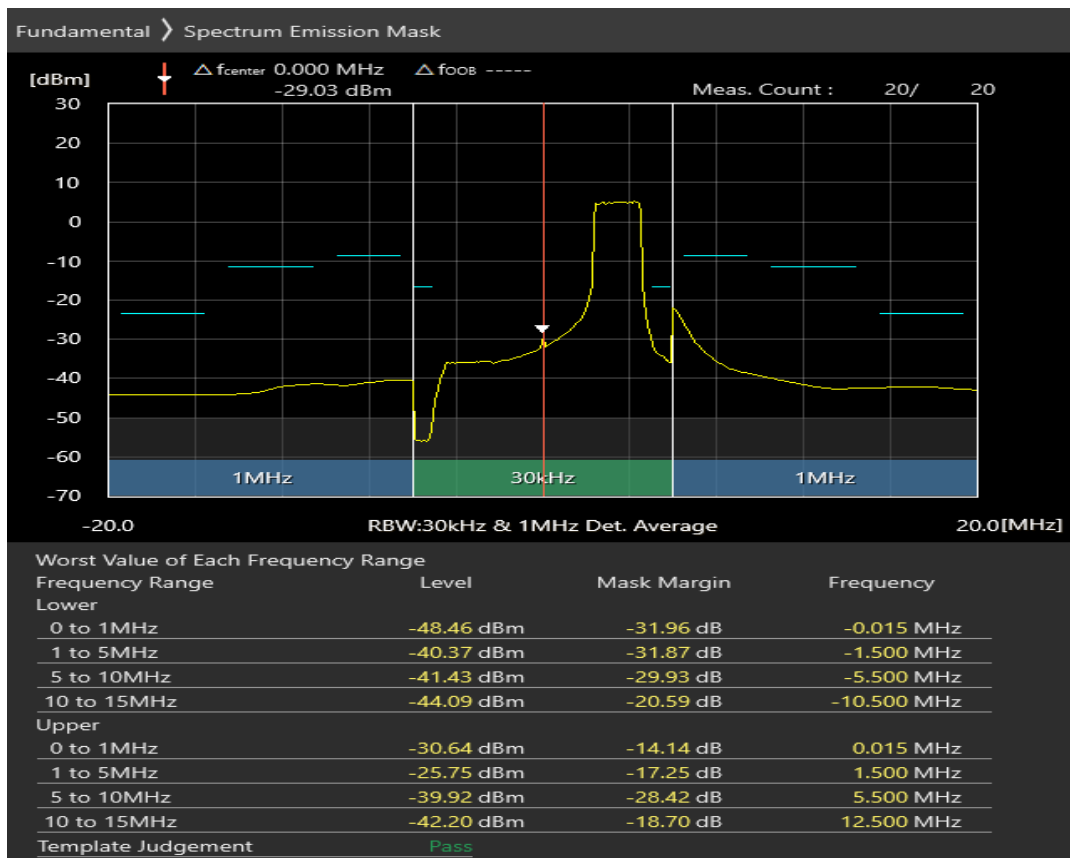 Fundamental ❯ Spectrum Emission Mask
[dBm] △ fcenter 0.000 MHz △ fOOB -----
-29.03 dBm Meas. Count : 20/ 20
30
20
10
0
-10
-20
-30
-40
-50
-60
1MHz 30kHz 1MHz
-70
-20.0 RBW:30kHz & 1MHz Det. Average 20.0[MHz]
Worst Value of Each Frequency Range
Frequency Range Level Mask Margin Frequency
Lower
0 to 1MHz -48.46 dBm -31.96 dB -0.015 MHz
1 to 5MHz -40.37 dBm -31.87 dB -1.500 MHz
5 to 10MHz -41.43 dBm -29.93 dB -5.500 MHz
10 to 15MHz -44.09 dBm -20.59 dB -10.500 MHz
Upper
0 to 1MHz -30.64 dBm -14.14 dB 0.015 MHz
1 to 5MHz -25.75 dBm -17.25 dB 1.500 MHz
5 to 10MHz -39.92 dBm -28.42 dB 5.500 MHz
10 to 15MHz -42.20 dBm -18.70 dB 12.500 MHz
Template Judgement Pass